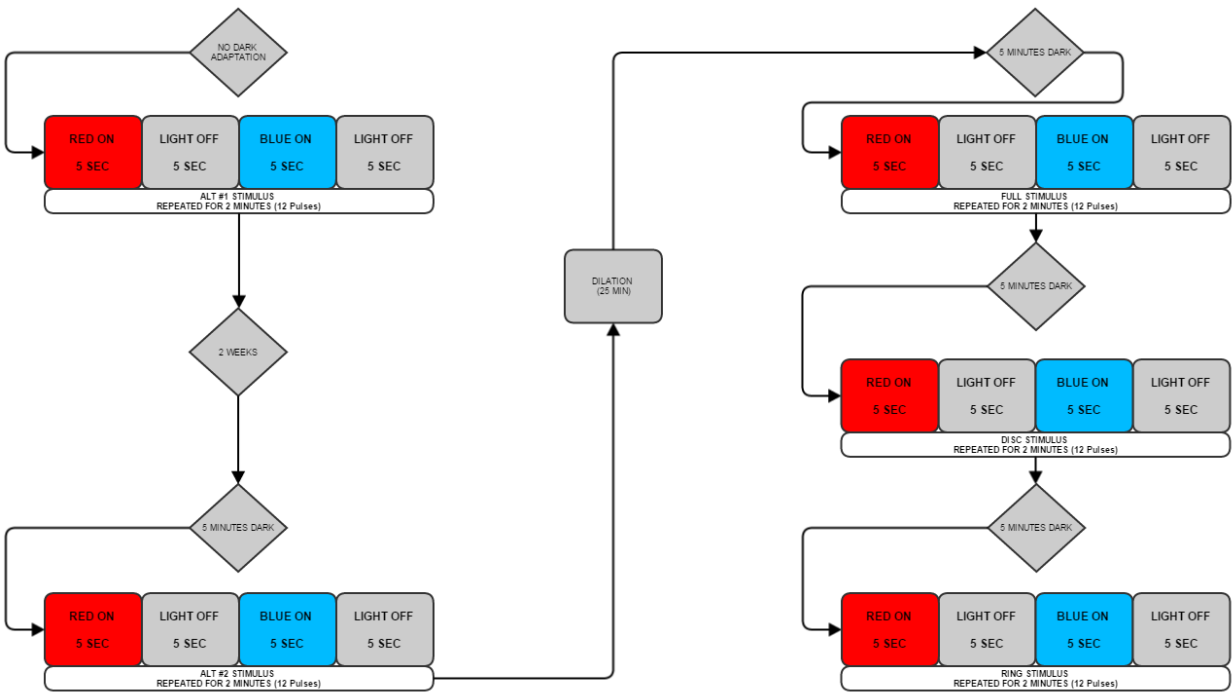 NO DARK
ADAPTATION
RED ON
5 SEC
LIGHT OFF
5 SEC
BLUE ON
5 SEC
LIGHT OFF
5 SEC
ALT #1 STIMULUS
REPEATED FOR 2 MINUTES (12 Pulses)
2 WEEKS
5 MINUTES DARK
RED ON
5 SEC
LIGHT OFF
5 SEC
BLUE ON
5 SEC
LIGHT OFF
5 SEC
ALT #2 STIMULUS
REPEATED FOR 2 MINUTES (12 Pulses)
DILATION
(25 MIN)
5 MINUTES DARK
RED ON
5 SEC
LIGHT OFF
5 SEC
BLUE ON
5 SEC
LIGHT OFF
5 SEC
FULL STIMULUS
REPEATED FOR 2 MINUTES (12 Pulses)
5 MINUTES DARK
RED ON
5 SEC
LIGHT OFF
5 SEC
BLUE ON
5 SEC
LIGHT OFF
5 SEC
DISC STIMULUS
REPEATED FOR 2 MINUTES (12 Pulses)
5 MINUTES DARK
RED ON
5 SEC
LIGHT OFF
5 SEC
BLUE ON
5 SEC
LIGHT OFF
5 SEC
RING STIMULUS
REPEATED FOR 2 MINUTES (12 Pulses)